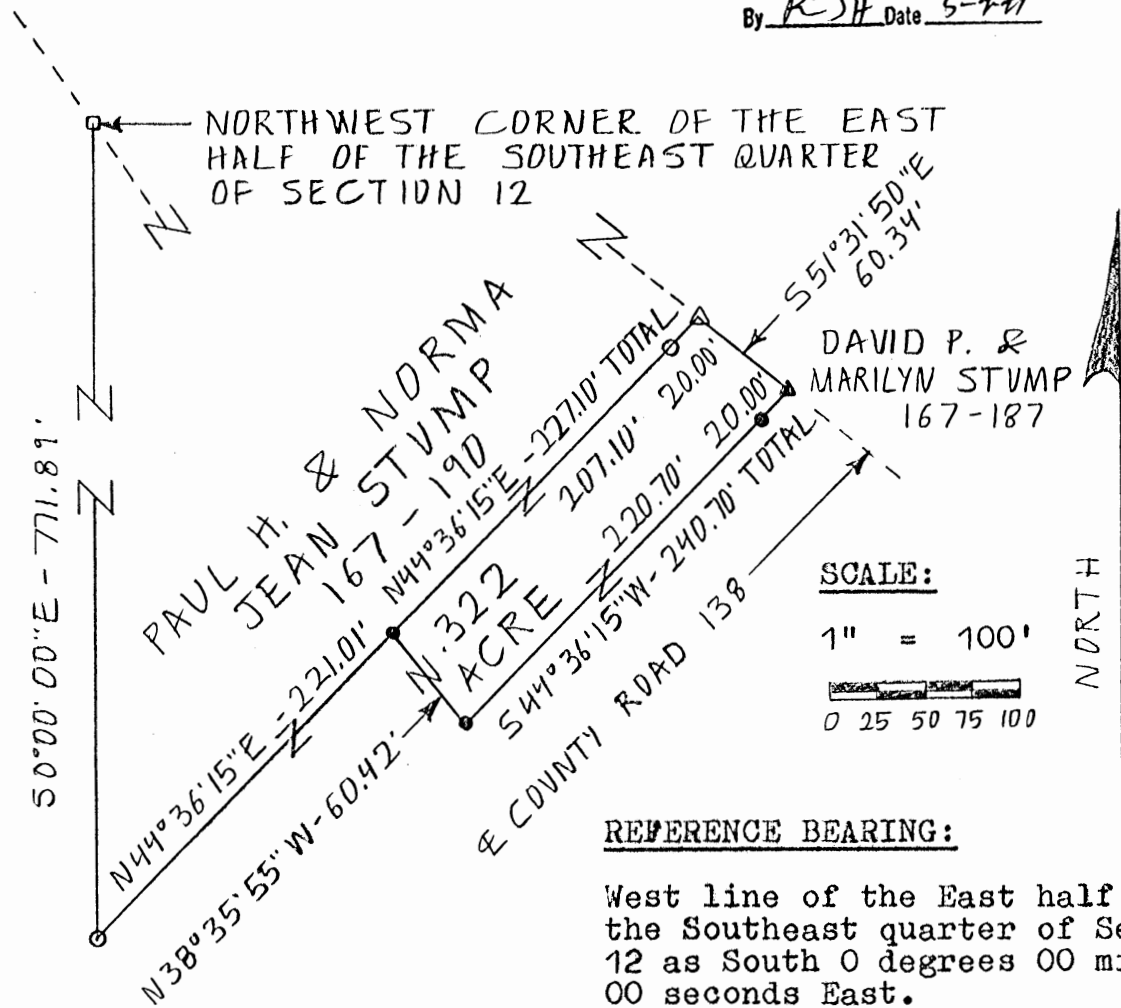 By RJH Date
NORTHWEST CORNER OF THE EAST
HALF OF THE SOUTHEAST QUARTER
OF SECTION 12
S51°31'50"E
60.34'
DAVID P. &
MARILYN STUMP
167-187
PAUL H. & NORMA
JEAN STUMP
167-190
N44°36'15"E - 227.10' TOTAL
207.10' 20.00'
220.70' 20.00'
S44°36'15"W - 240.70' TOTAL
N .322
ACRE
S0°00'00"E - 771.89'
N44°36'15"E - 221.01'
N38°35'55"W - 60.42'
℄ COUNTY ROAD 138
SCALE:
1" = 100'
0 25 50 75 100
NORTH
REFERENCE BEARING:
West line of the East half
the Southeast quarter of Se
12 as South 0 degrees 00 mi
00 seconds East.